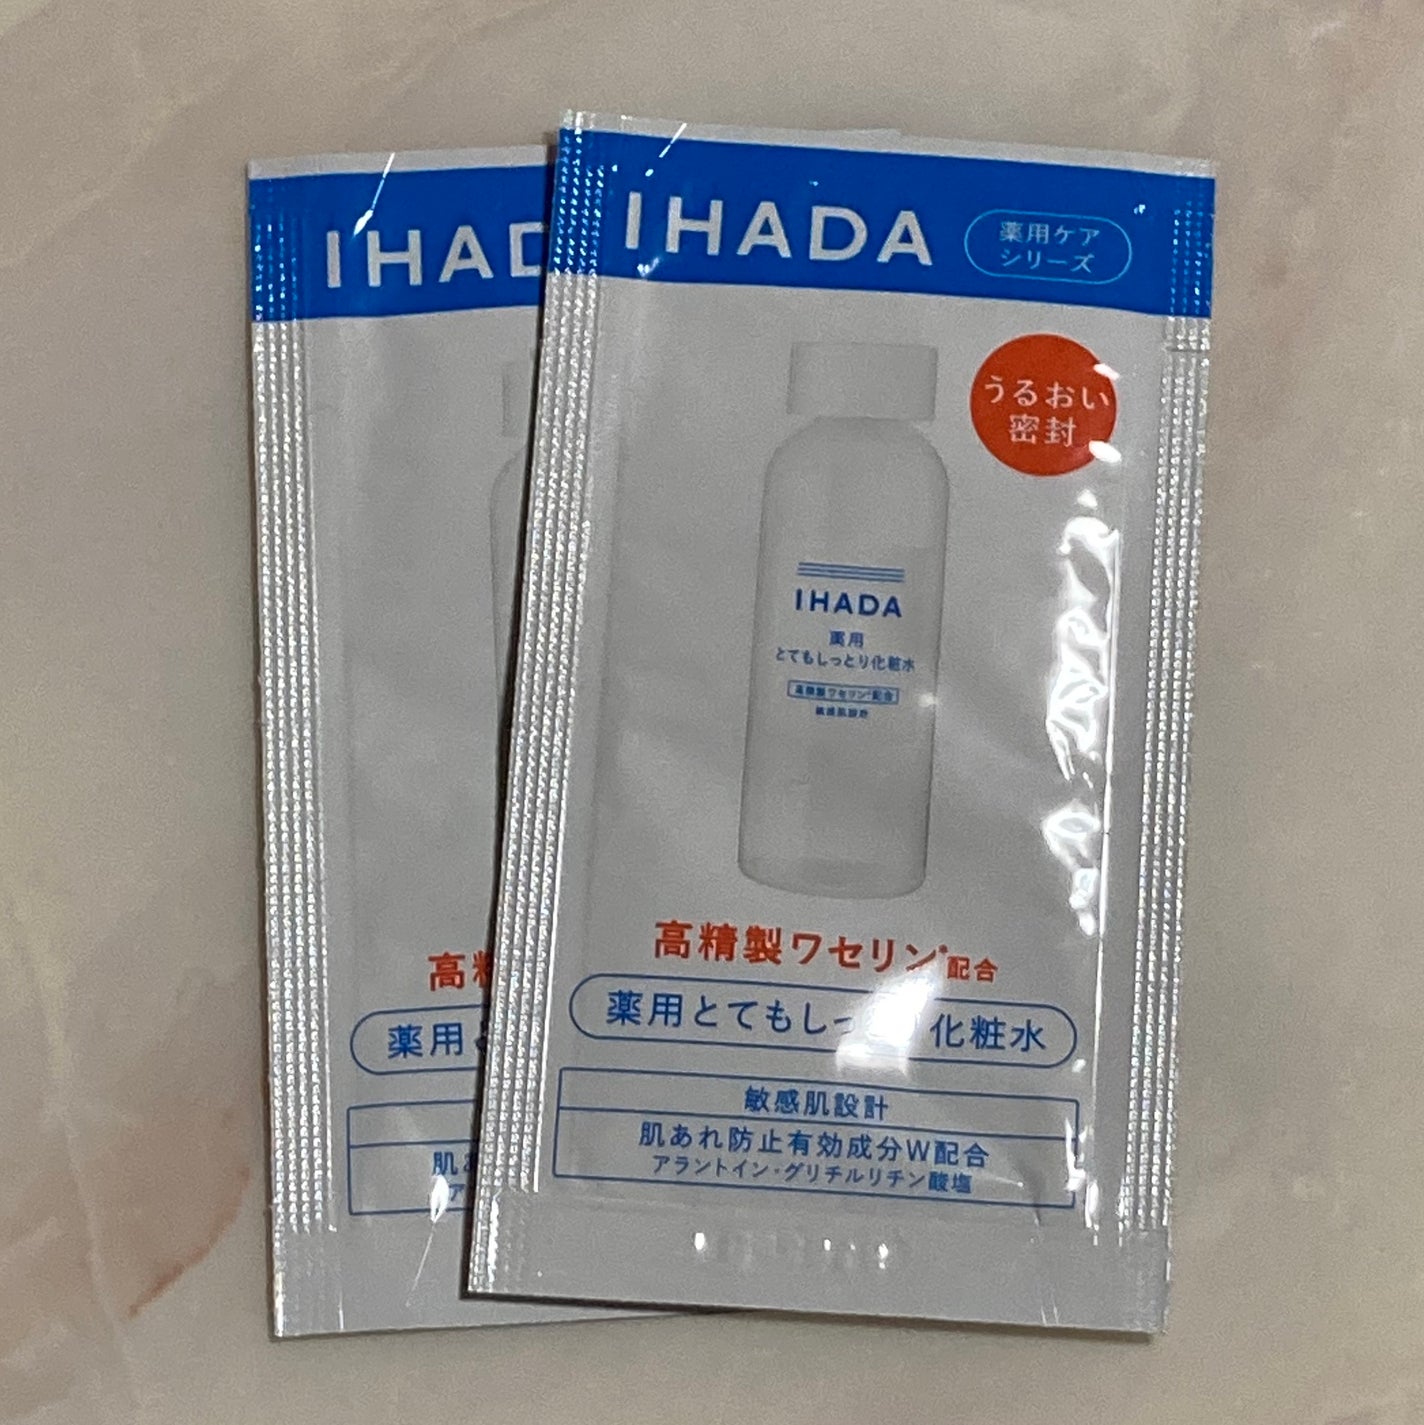 IHADA
薬用ケア
シリーズ
うるおい
密封
IHADA
薬用
とてもしっとり化粧水
高精製ワセリン*配合
敏感肌設計
高精製ワセリン*配合
薬用とてもしっ 化粧水
敏感肌設計
肌あれ防止有効成分W配合
アラントイン・グリチルリチン酸塩
IHAD
高精
薬用
肌あ
ア